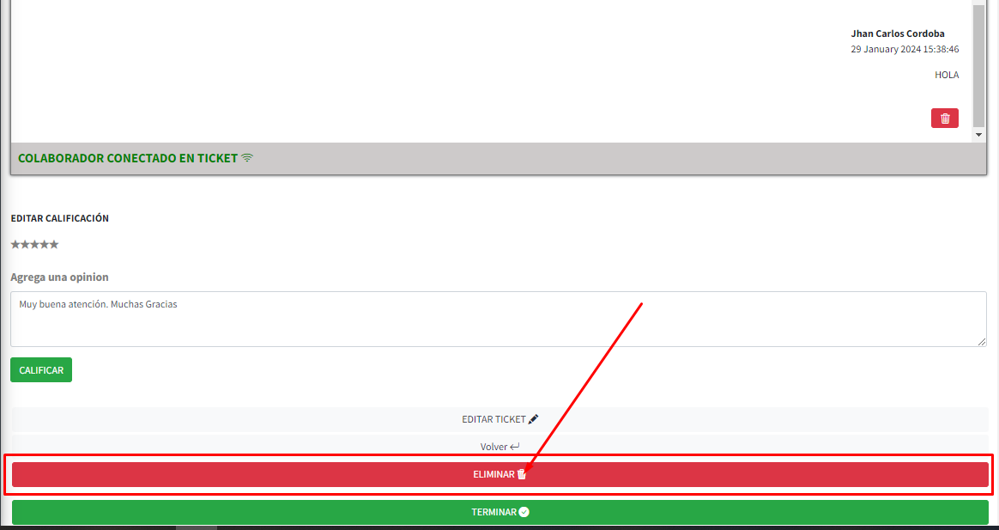 Jhan Carlos Cordoba
29 January 2024 15:38:46
HOLA
COLABORADOR CONECTADO EN TICKET
EDITAR CALIFICACIÓN
Agrega una opinion
Muy buena atención. Muchas Gracias
CALIFICAR
EDITAR TICKET
Volver
ELIMINAR
TERMINAR